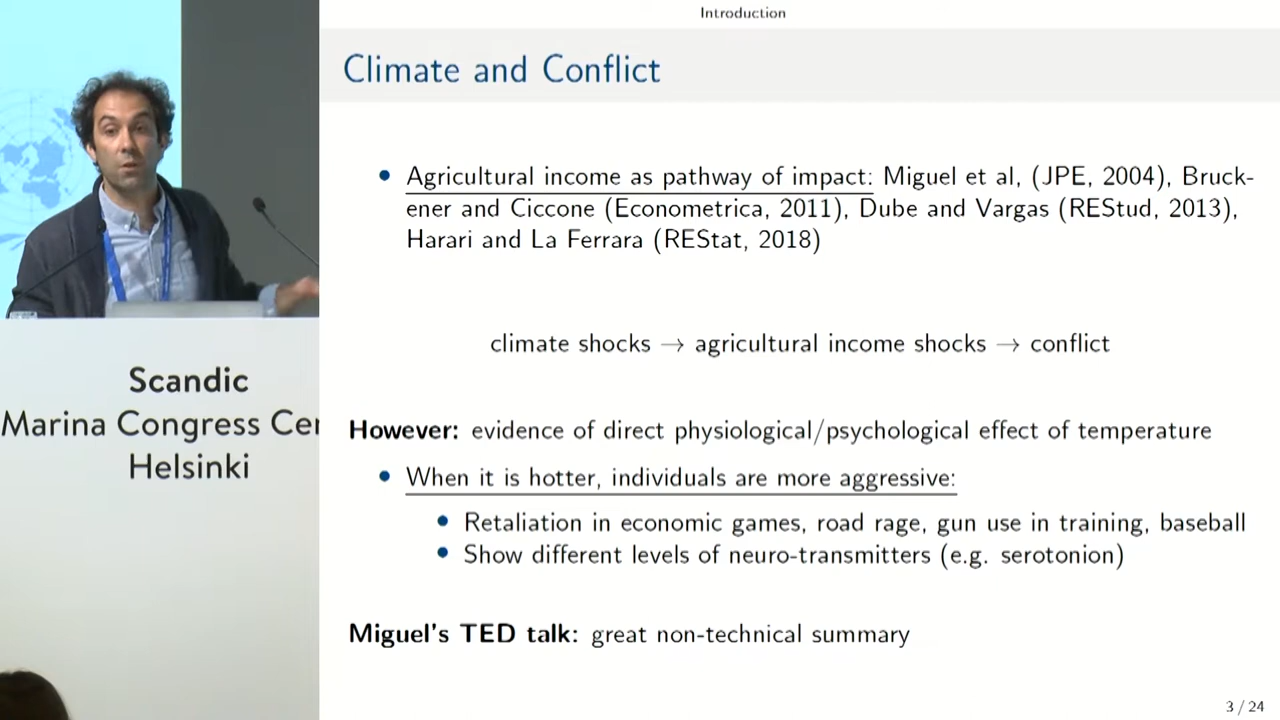 Introduction
Climate and Conflict
Agricultural income as pathway of impact: Miguel et al, (JPE, 2004), Bruck-
ener and Ciccone (Econometrica, 2011), Dube and Vargas (REStud, 2013),
Harari and La Ferrara (REStat, 2018)
climate shocks → agricultural income shocks → conflict
However: evidence of direct physiological/psychological effect of temperature
When it is hotter, individuals are more aggressive:
Retaliation in economic games, road rage, gun use in training, baseball
Show different levels of neuro-transmitters (e.g. serotonion)
Miguel's TED talk: great non-technical summary
3 / 24
Scandic
Marina Congress Cen
Helsinki